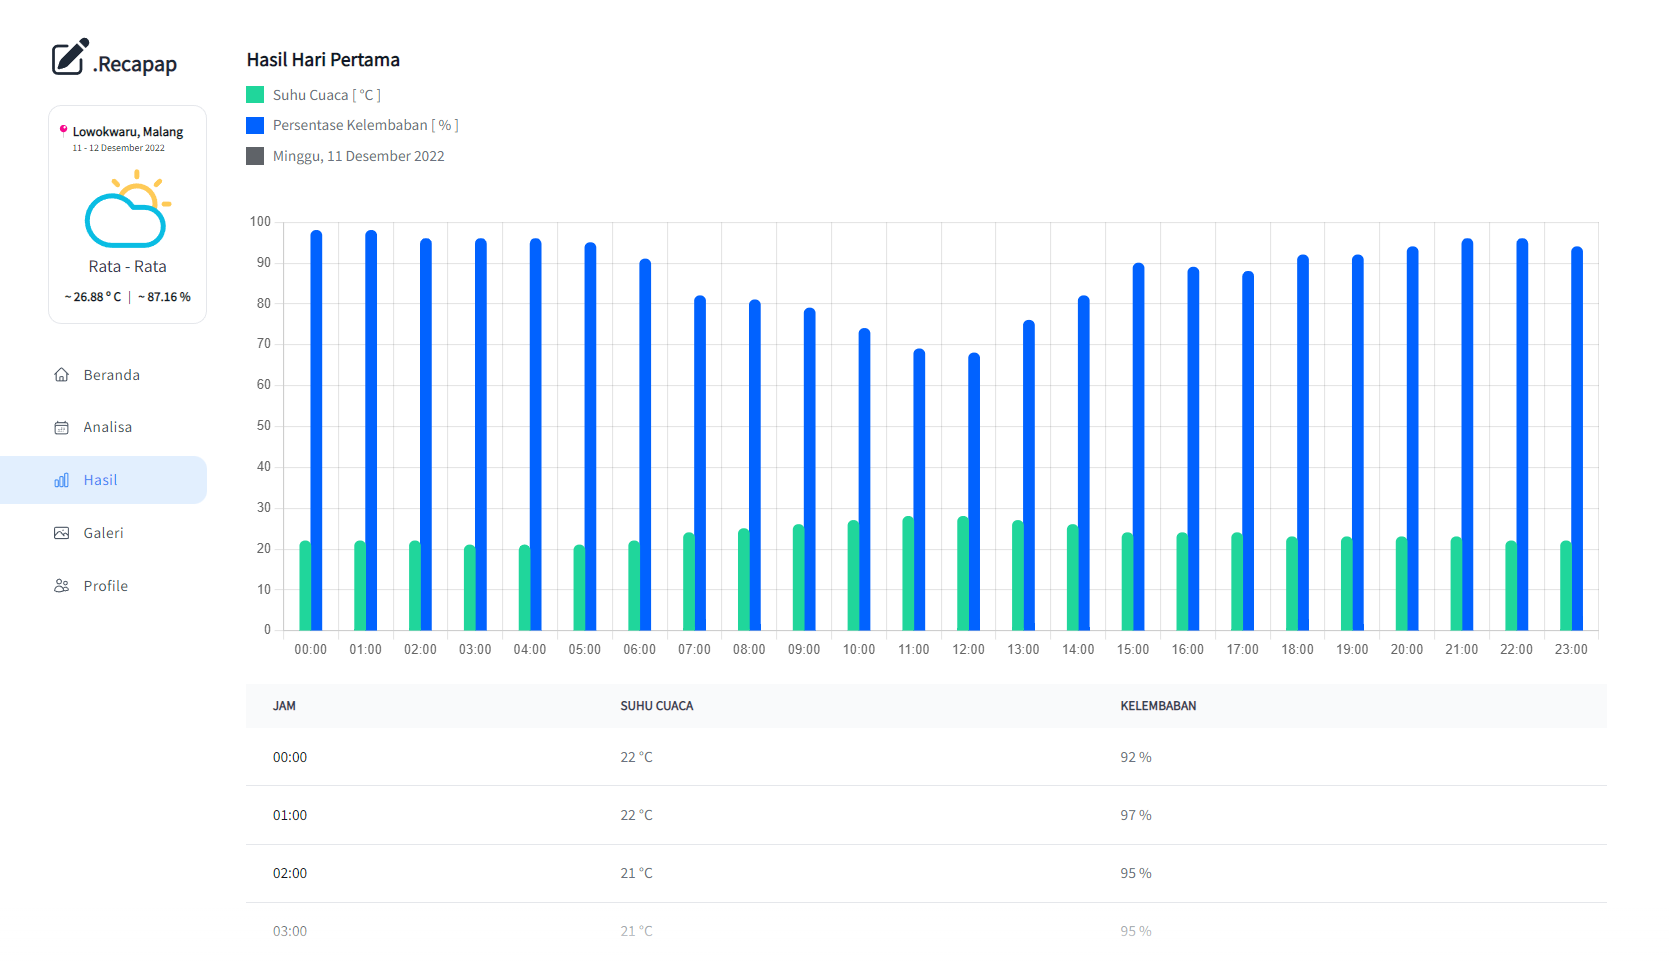 .Recapap
Lowokwaru, Malang
11 - 12 Desember 2022
Rata - Rata
~ 26.88 ° C | ~ 87.16 %
Beranda
Analisa
Hasil
Galeri
Profile
Hasil Hari Pertama
Suhu Cuaca [ °C ]
Persentase Kelembaban [ % ]
Minggu, 11 Desember 2022
100
90
80
70
60
50
40
30
20
10
0
00:00 01:00 02:00 03:00 04:00 05:00 06:00 07:00 08:00 09:00 10:00 11:00 12:00 13:00 14:00 15:00 16:00 17:00 18:00 19:00 20:00 21:00 22:00 23:00
JAM SUHU CUACA KELEMBABAN
00:00 22 °C 92 %
01:00 22 °C 97 %
02:00 21 °C 95 %
03:00 21 °C 95 %